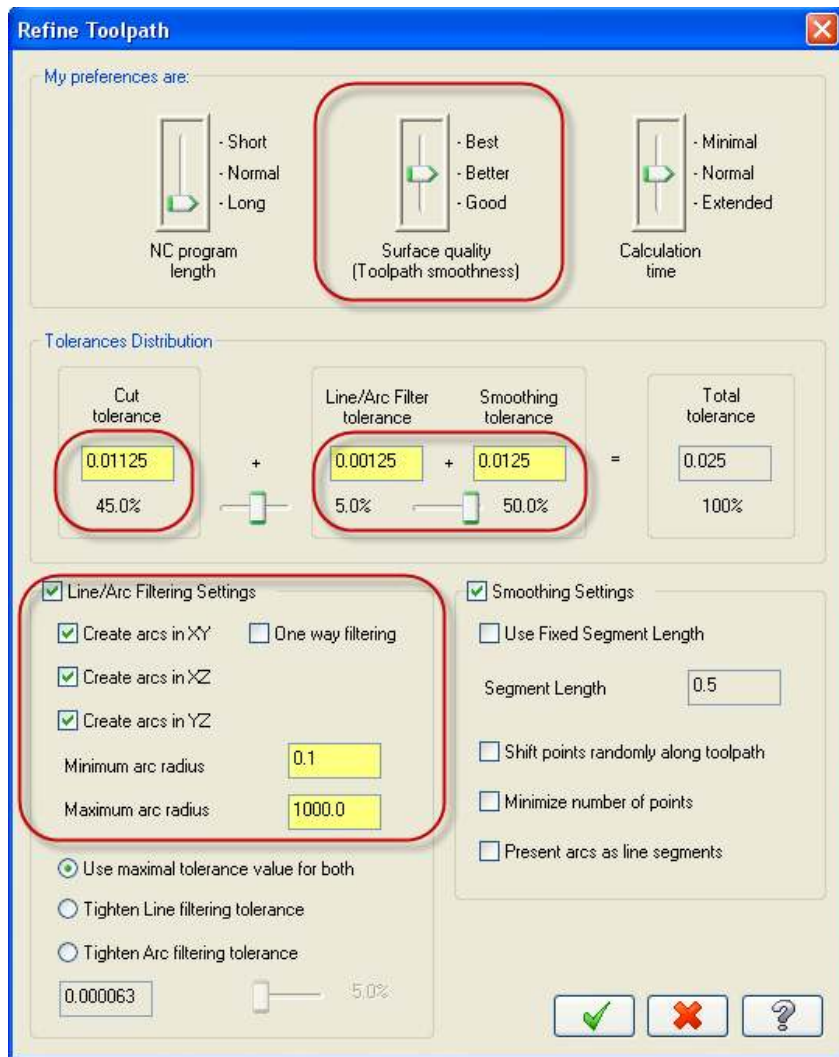 Refine Toolpath
My preferences are:
- Short
- Normal
- Long
NC program
length
- Best
- Better
- Good
Surface quality
(Toolpath smoothness)
- Minimal
- Normal
- Extended
Calculation
time
Tolerances Distribution
Cut
tolerance
0.01125
45.0%
+
Line/Arc Filter
tolerance
0.00125
5.0%
+
Smoothing
tolerance
0.0125
50.0%
=
Total
tolerance
0.025
100%
Line/Arc Filtering Settings
Create arcs in XY
One way filtering
Create arcs in XZ
Create arcs in YZ
Minimum arc radius
0.1
Maximum arc radius
1000.0
Use maximal tolerance value for both
Tighten Line filtering tolerance
Tighten Arc filtering tolerance
0.000063
5.0%
Smoothing Settings
Use Fixed Segment Length
Segment Length
0.5
Shift points randomly along toolpath
Minimize number of points
Present arcs as line segments
?